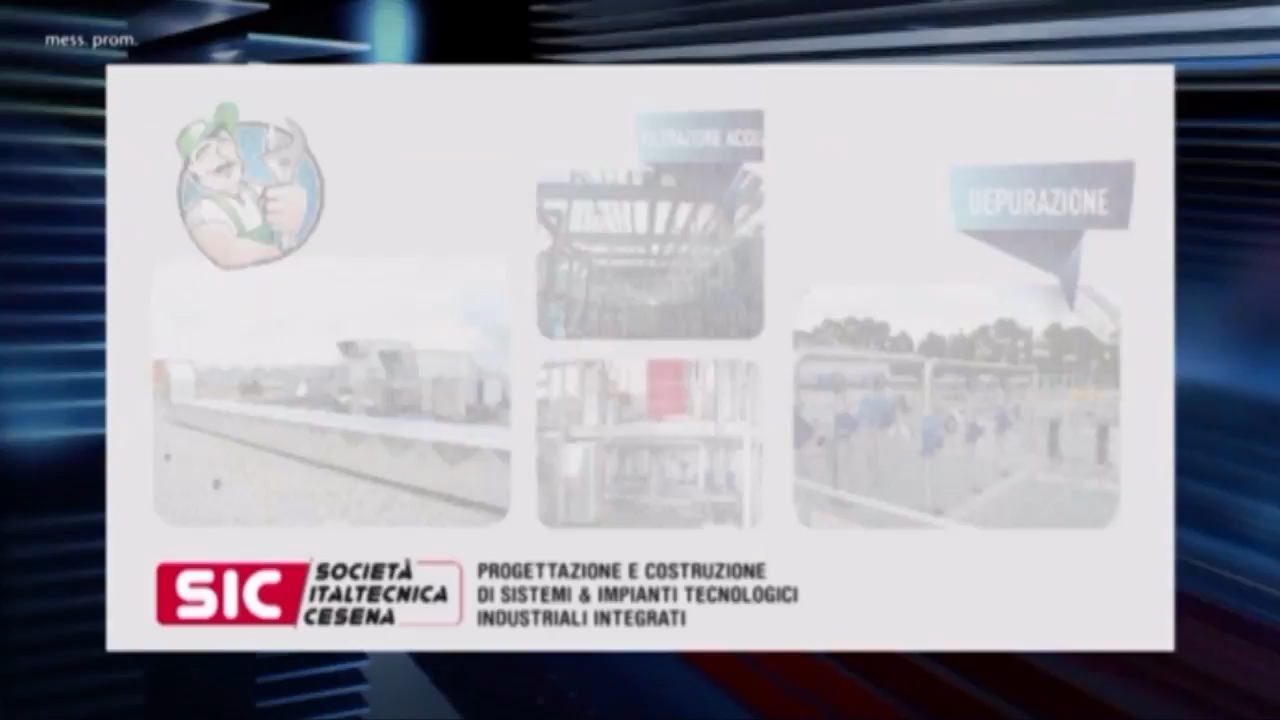 mess. prom.
DEPURAZIONE
SIC
SOCIETÀ
ITALTECNICA
CESENA
PROGETTAZIONE E COSTRUZIONE
DI SISTEMI & IMPIANTI TECNOLOGICI
INDUSTRIALI INTEGRATI